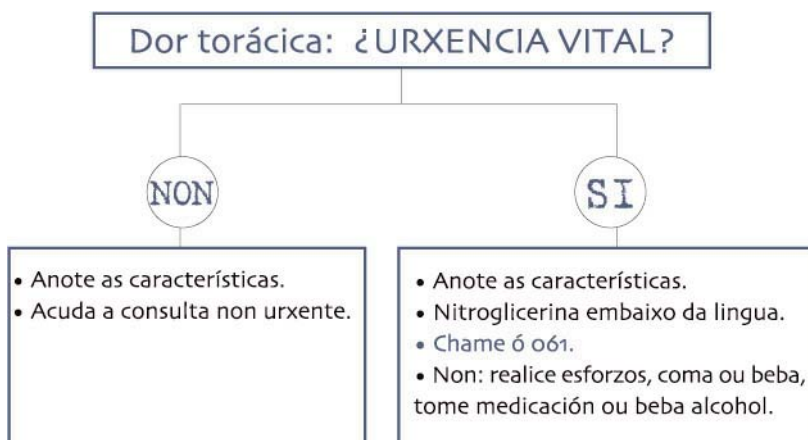 Dor torácica: ¿URXENCIA VITAL?
NON
SI
• Anote as características.
• Acuda a consulta non urxente.
• Anote as características.
• Nitroglicerina embaixo da lingua.
• Chame ó 061.
• Non: realice esforzos, coma ou beba,
tome medicación ou beba alcohol.